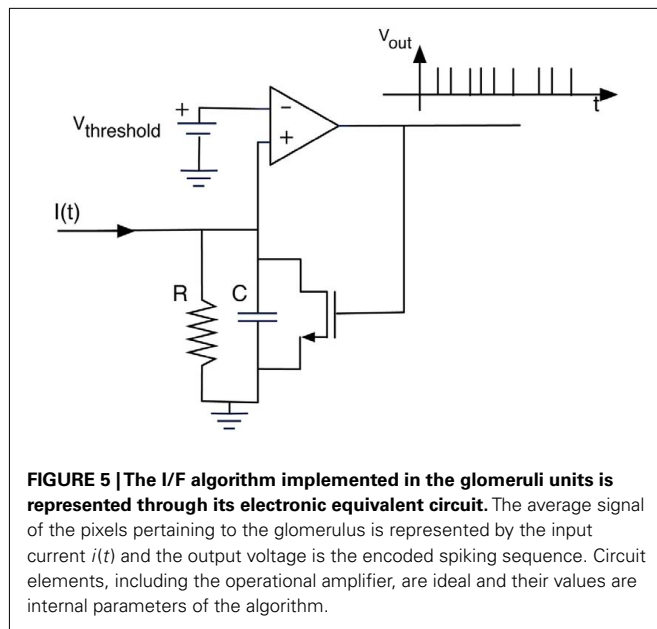 V_out
t
+
V_threshold
−
+
I(t)
R
C
FIGURE 5 | The I/F algorithm implemented in the glomeruli units is
represented through its electronic equivalent circuit. The average signal
of the pixels pertaining to the glomerulus is represented by the input
current i(t) and the output voltage is the encoded spiking sequence. Circuit
elements, including the operational amplifier, are ideal and their values are
internal parameters of the algorithm.